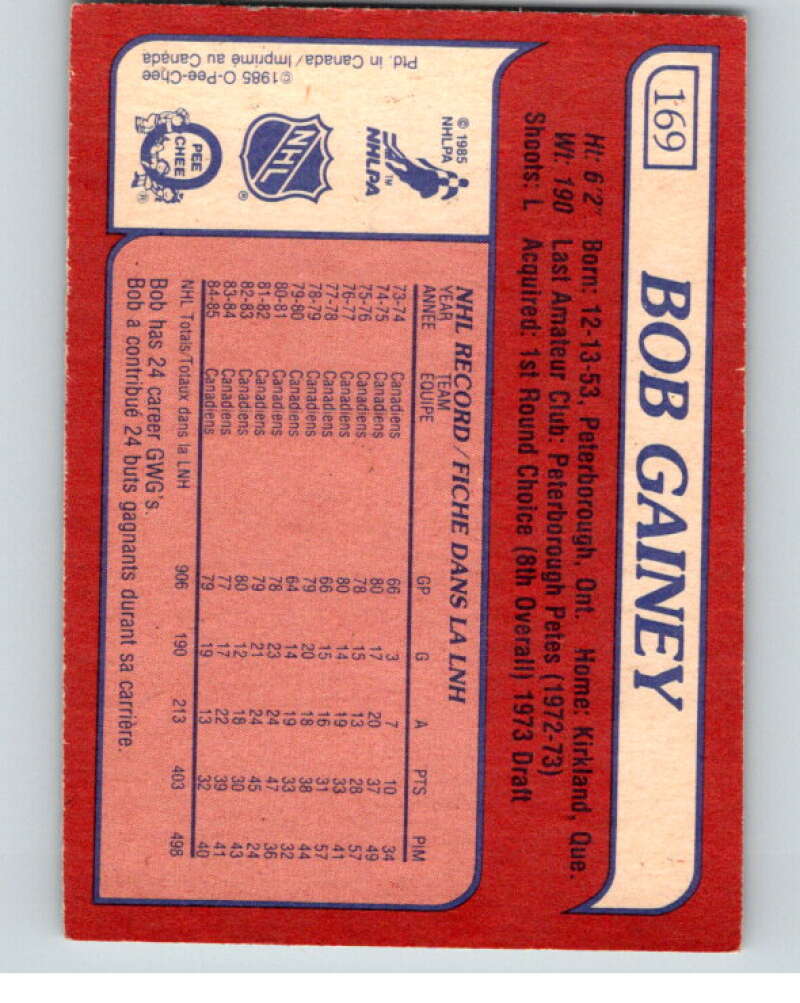 169
BOB GAINEY
Ht: 6'2" Born: 12-13-53, Peterborough, Ont. Home: Kirkland, Que.
Wt: 190 Last Amateur Club: Peterborough Petes (1972-73)
Shoots: L Acquired: 1st Round Choice (8th Overall) 1973 Draft
© 1985
NHLPA
NHLPA
TM
NHL
®
O
PEE
CHEE
®
©1985 O-Pee-Chee
Ptd. in Canada/Imprimé au Canada
NHL RECORD/FICHE DANS LA LNH
YEAR TEAM
ANNÉE ÉQUIPE GP G A PTS PIM
73-74 Canadiens 66 3 7 10 34
74-75 Canadiens 80 17 20 37 49
75-76 Canadiens 78 15 13 28 57
76-77 Canadiens 80 14 19 33 41
77-78 Canadiens 66 15 16 31 57
78-79 Canadiens 79 20 18 38 44
79-80 Canadiens 64 14 19 33 32
80-81 Canadiens 78 23 24 47 36
81-82 Canadiens 79 21 24 45 24
82-83 Canadiens 80 12 18 30 43
83-84 Canadiens 77 17 22 39 41
84-85 Canadiens 79 19 13 32 40
NHL Totals/Totaux dans la LNH 906 190 213 403 498
Bob has 24 career GWG's.
Bob a contribué 24 buts gagnants durant sa carrière.